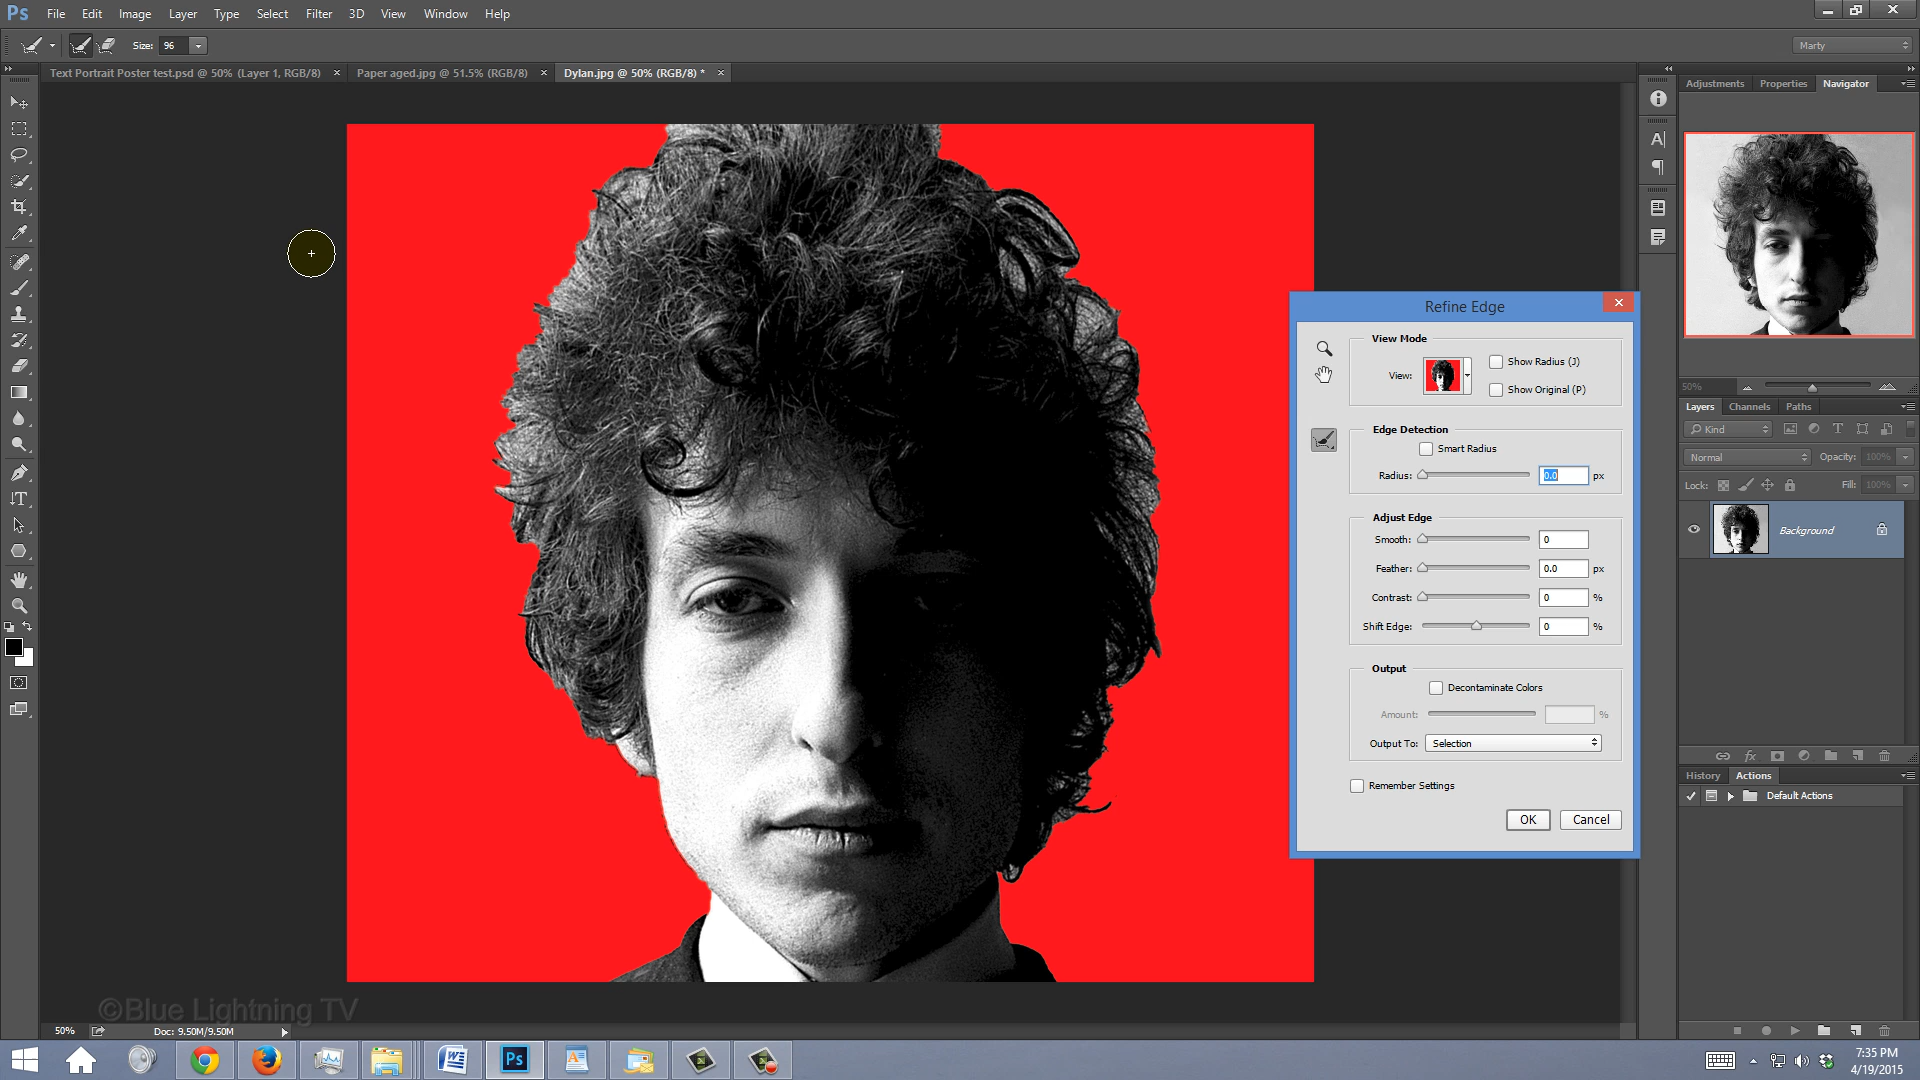 Ps File Edit Image Layer Type Select Filter 3D View Window Help
Size: 96 Marty
Text Portrait Poster test.psd @ 50% (Layer 1, RGB/8) × Paper aged.jpg @ 51.5% (RGB/8) × Dylan.jpg @ 50% (RGB/8) * ×
Adjustments Properties Navigator
50%
Layers Channels Paths
Kind
Normal Opacity: 100%
Lock: Fill: 100%
Background
History Actions
Default Actions
Refine Edge
View Mode
View: Show Radius (J)
Show Original (P)
Edge Detection
Smart Radius
Radius: 0.0 px
Adjust Edge
Smooth: 0
Feather: 0.0 px
Contrast: 0 %
Shift Edge: 0 %
Output
Decontaminate Colors
Amount: %
Output To: Selection
Remember Settings
OK Cancel
©Blue Lightning TV
50% Doc: 9.50M/9.50M
7:35 PM
4/19/2015